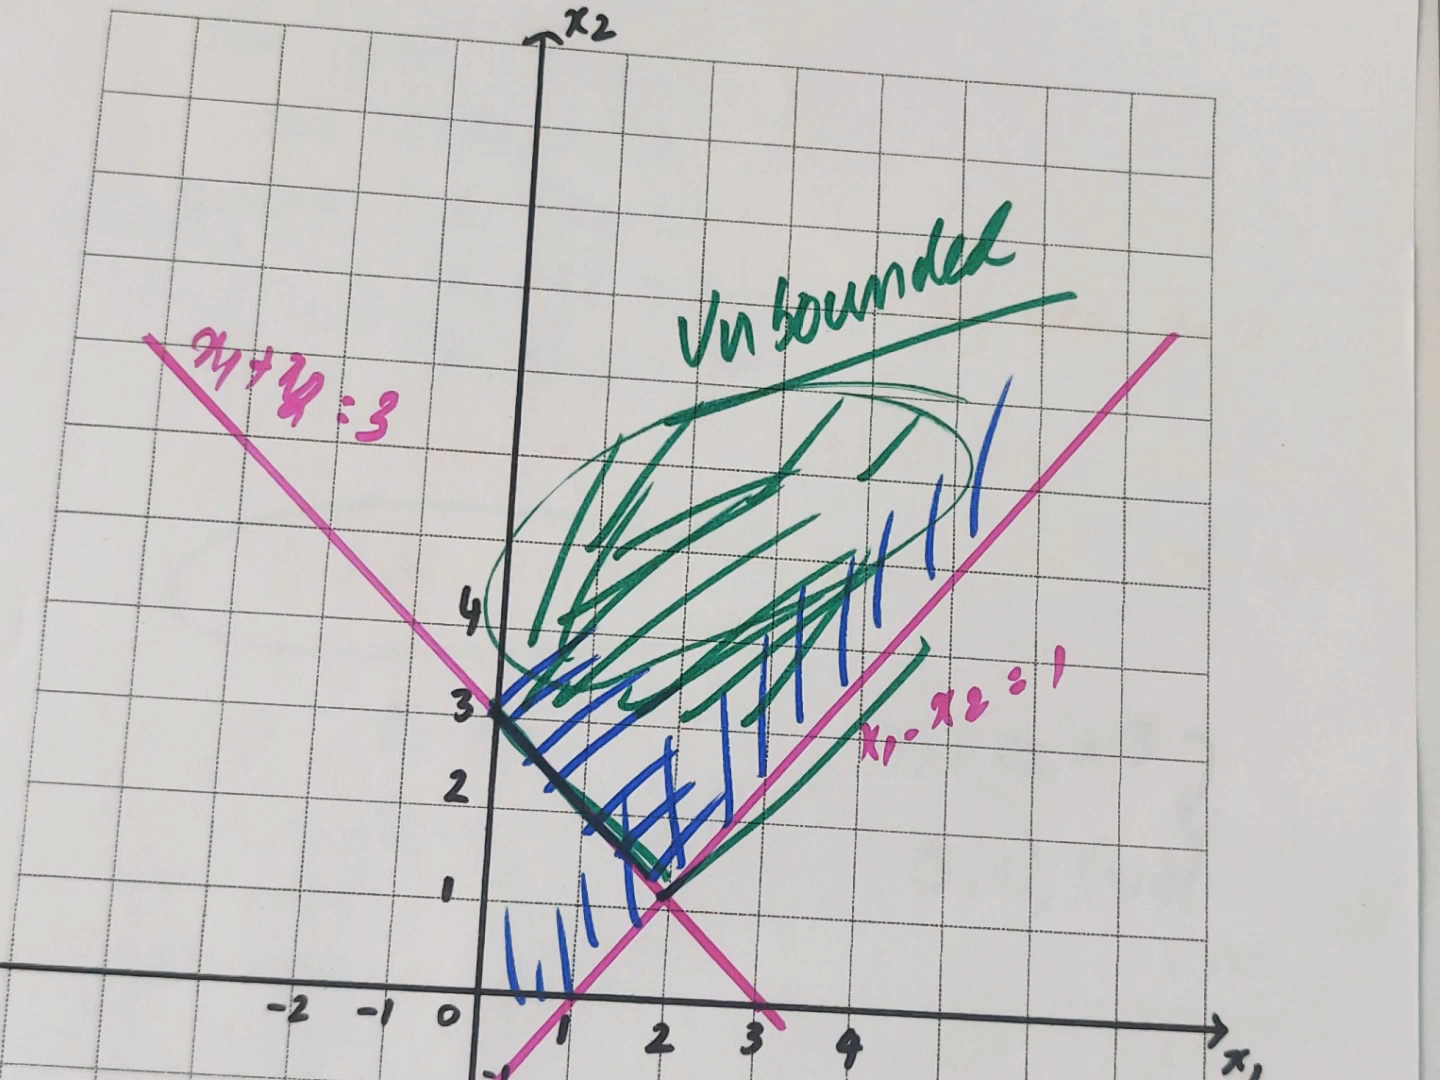 x2
Unbounded
x1 + x2 = 3
4
3
x1 - x2 = 1
2
1
-2 -1 0 1 2 3 4
x1
-1